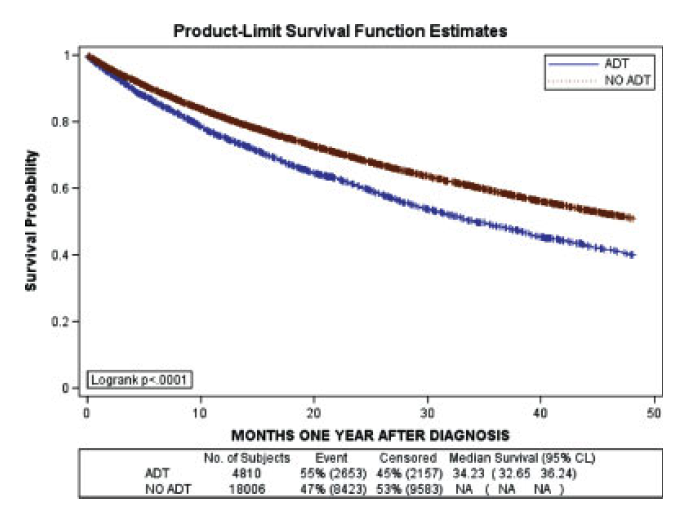 Product-Limit Survival Function Estimates
ADT
NO ADT
1
0.8
0.6
0.4
0.2
0
Survival Probability
Logrank p<.0001
0 10 20 30 40 50
MONTHS ONE YEAR AFTER DIAGNOSIS
No. of Subjects Event Censored Median Survival (95% CL)
ADT 4810 55% (2653) 45% (2157) 34.23 ( 32.65 36.24)
NO ADT 18006 47% (8423) 53% (9583) NA ( NA NA )